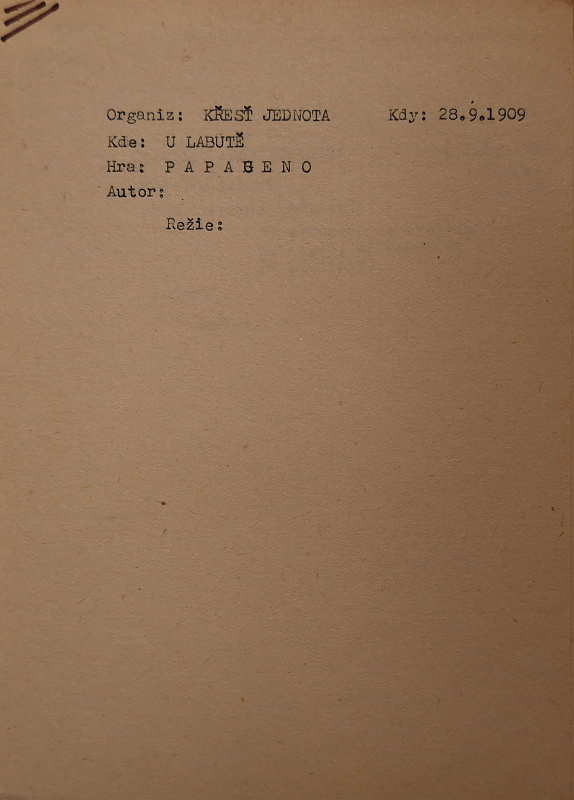 Organiz: KŘESŤ JEDNOTA Kdy: 28.9.1909
Kde: U LABUTĚ
Hra: P A P A G E N O
Autor:
Režie: